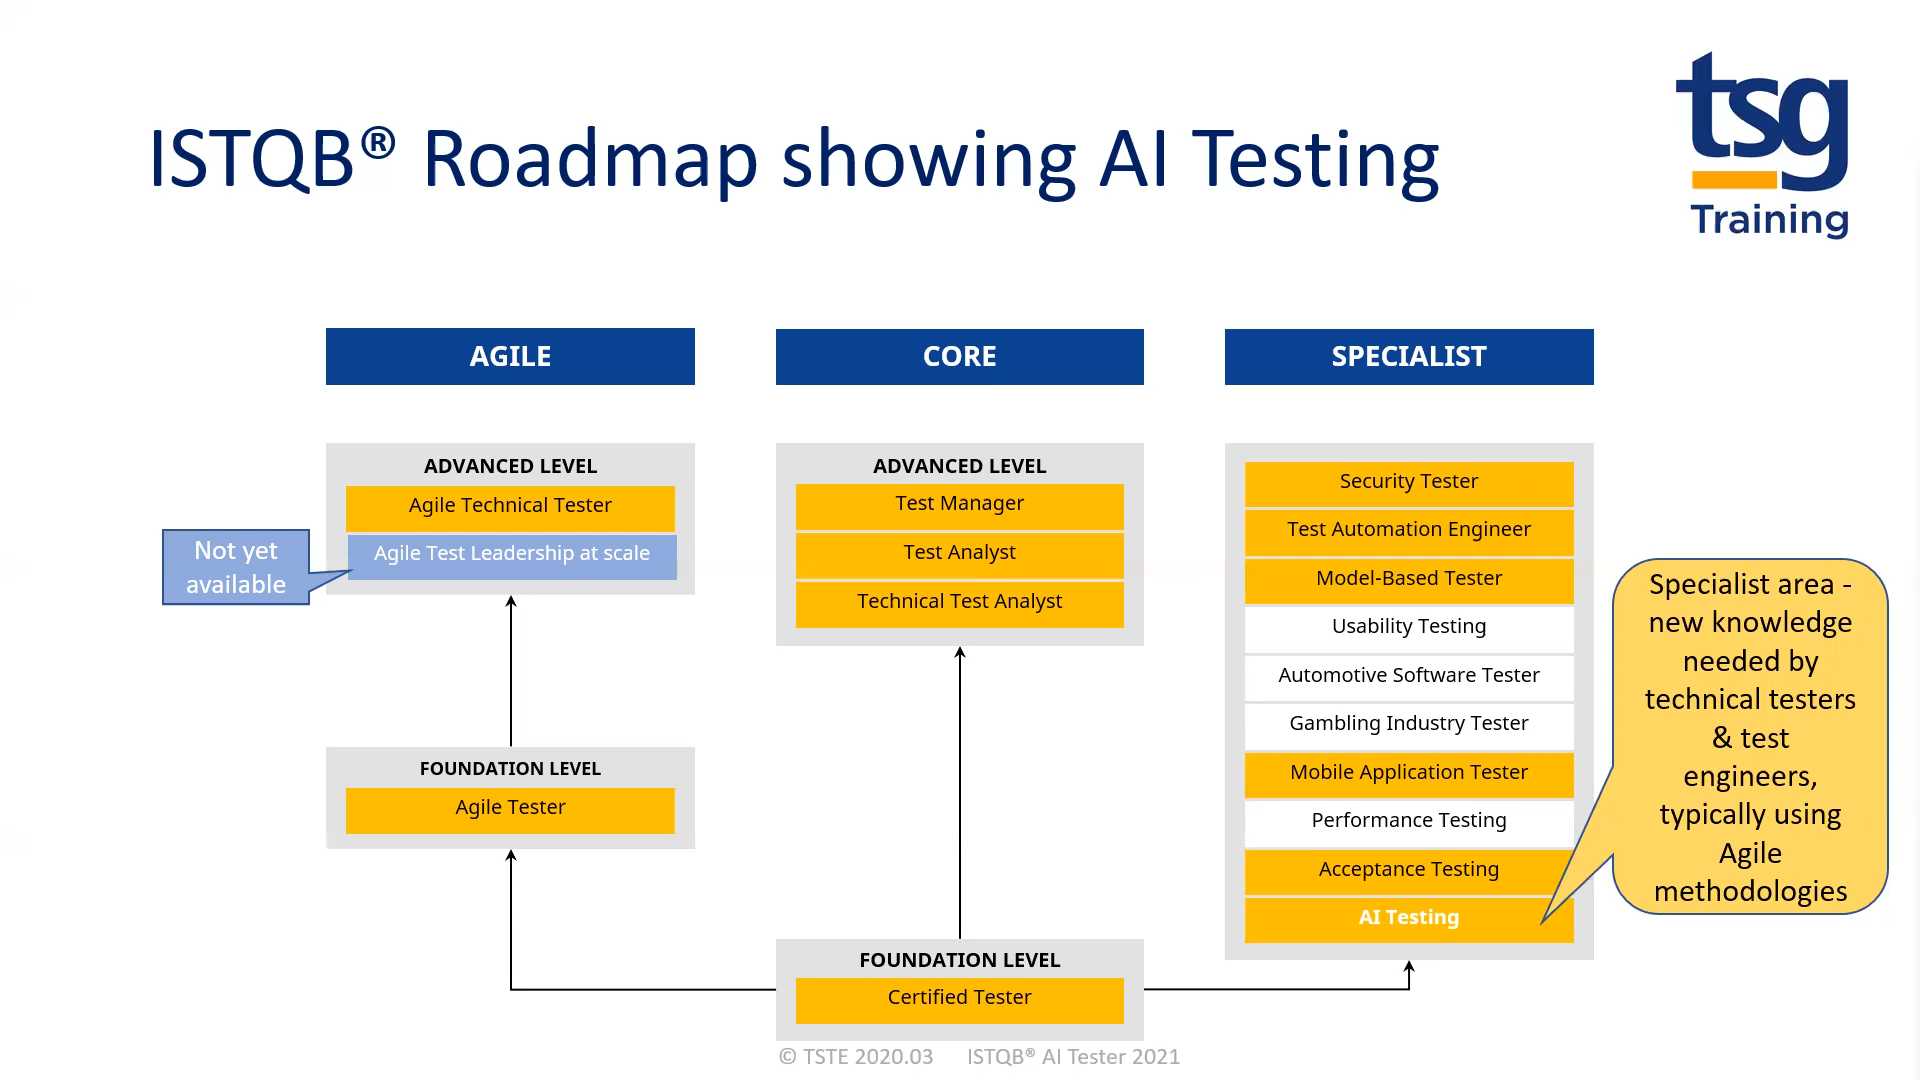 ISTQB® Roadmap showing AI Testing
tsg
Training
AGILE
CORE
SPECIALIST
ADVANCED LEVEL
Agile Technical Tester
Agile Test Leadership at scale
Not yet
available
FOUNDATION LEVEL
Agile Tester
ADVANCED LEVEL
Test Manager
Test Analyst
Technical Test Analyst
FOUNDATION LEVEL
Certified Tester
Security Tester
Test Automation Engineer
Model-Based Tester
Usability Testing
Automotive Software Tester
Gambling Industry Tester
Mobile Application Tester
Performance Testing
Acceptance Testing
AI Testing
Specialist area -
new knowledge
needed by
technical testers
& test
engineers,
typically using
Agile
methodologies
© TSTE 2020.03 ISTQB® AI Tester 2021